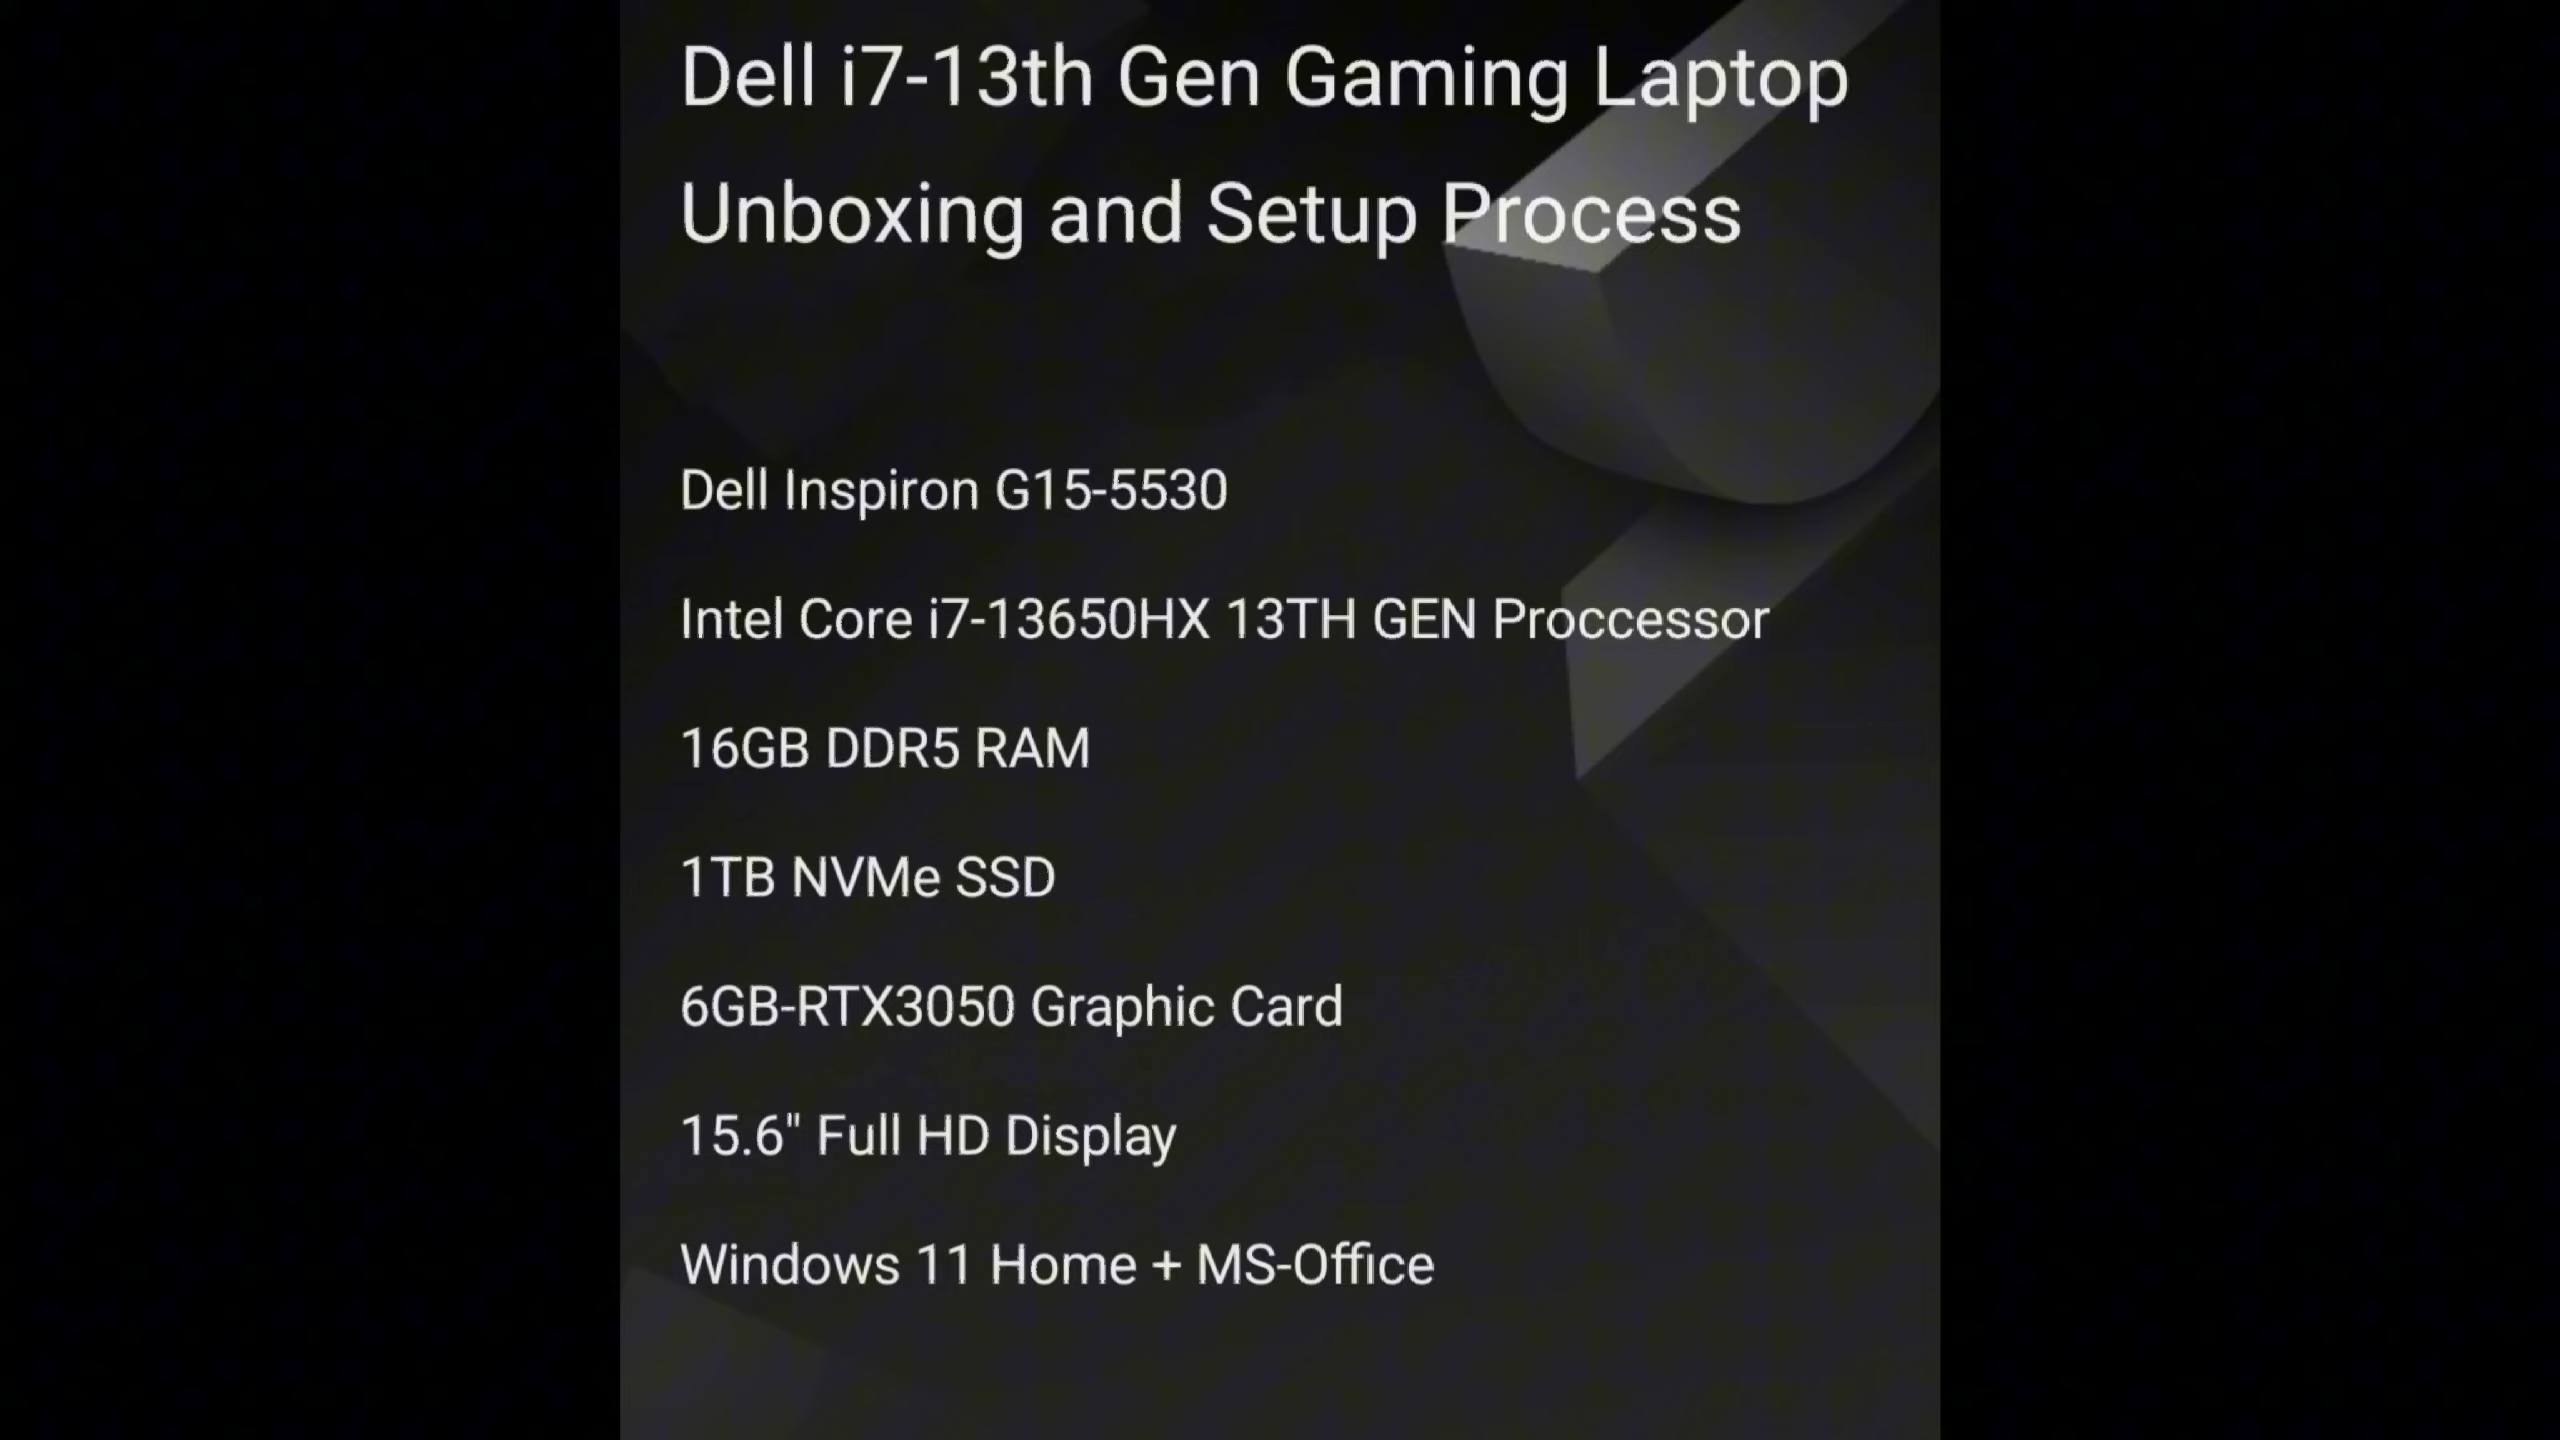 Dell i7-13th Gen Gaming Laptop
Unboxing and Setup Process
Dell Inspiron G15-5530
Intel Core i7-13650HX 13TH GEN Proccessor
16GB DDR5 RAM
1TB NVMe SSD
6GB-RTX3050 Graphic Card
15.6" Full HD Display
Windows 11 Home + MS-Office